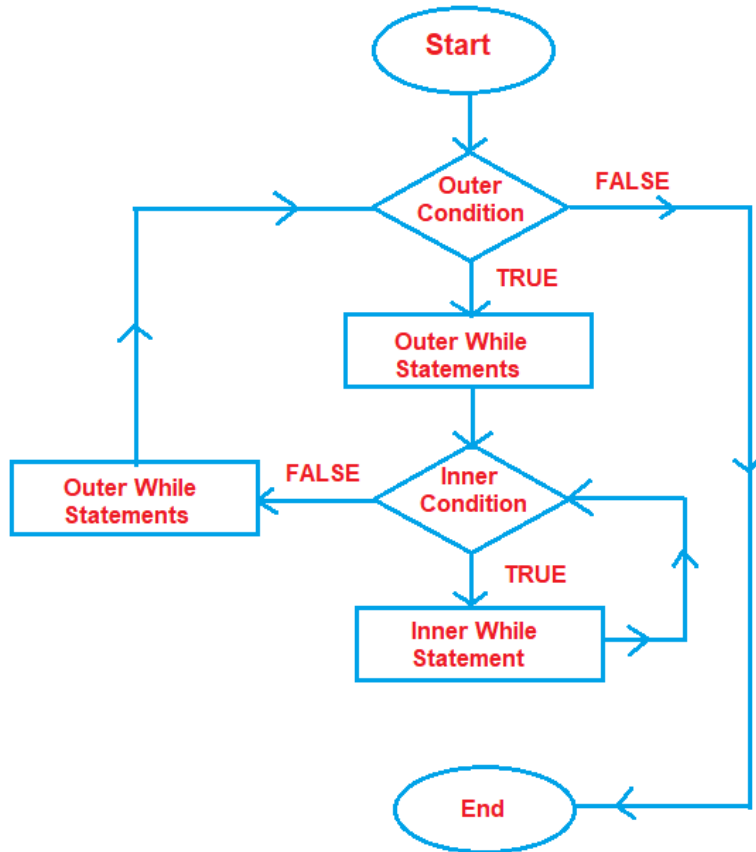 Start
Outer
Condition
FALSE
TRUE
Outer While
Statements
Inner
Condition
FALSE
Outer While
Statements
TRUE
Inner While
Statement
End